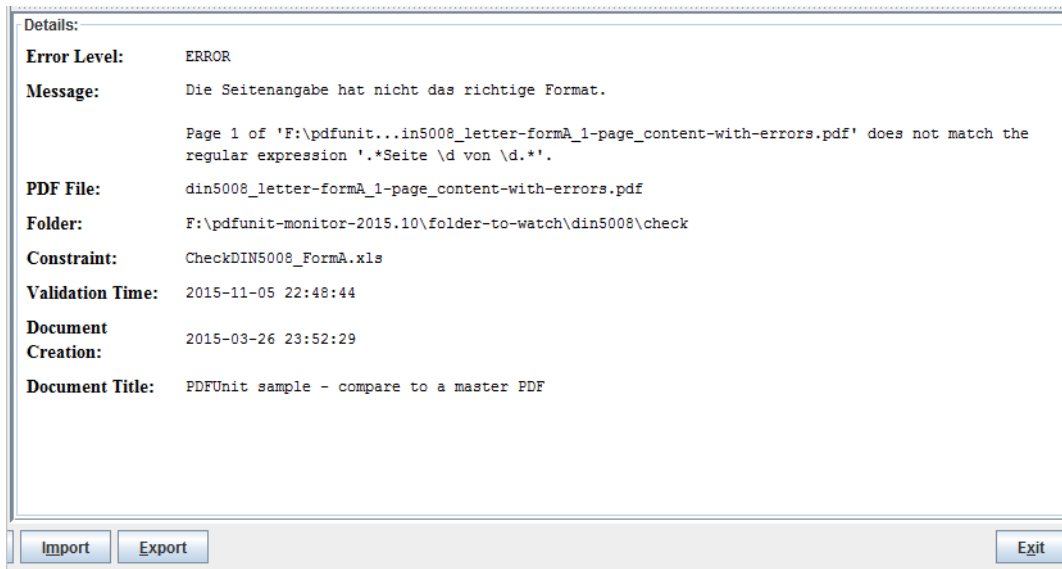 Details:
Error Level: ERROR
Message: Die Seitenangabe hat nicht das richtige Format.
Page 1 of 'F:\pdfunit...in5008_letter-formA_1-page_content-with-errors.pdf' does not match the
regular expression '.*Seite \d von \d.*'.
PDF File: din5008_letter-formA_1-page_content-with-errors.pdf
Folder: F:\pdfunit-monitor-2015.10\folder-to-watch\din5008\check
Constraint: CheckDIN5008_FormA.xls
Validation Time: 2015-11-05 22:48:44
Document
Creation: 2015-03-26 23:52:29
Document Title: PDFUnit sample - compare to a master PDF
Import Export Exit